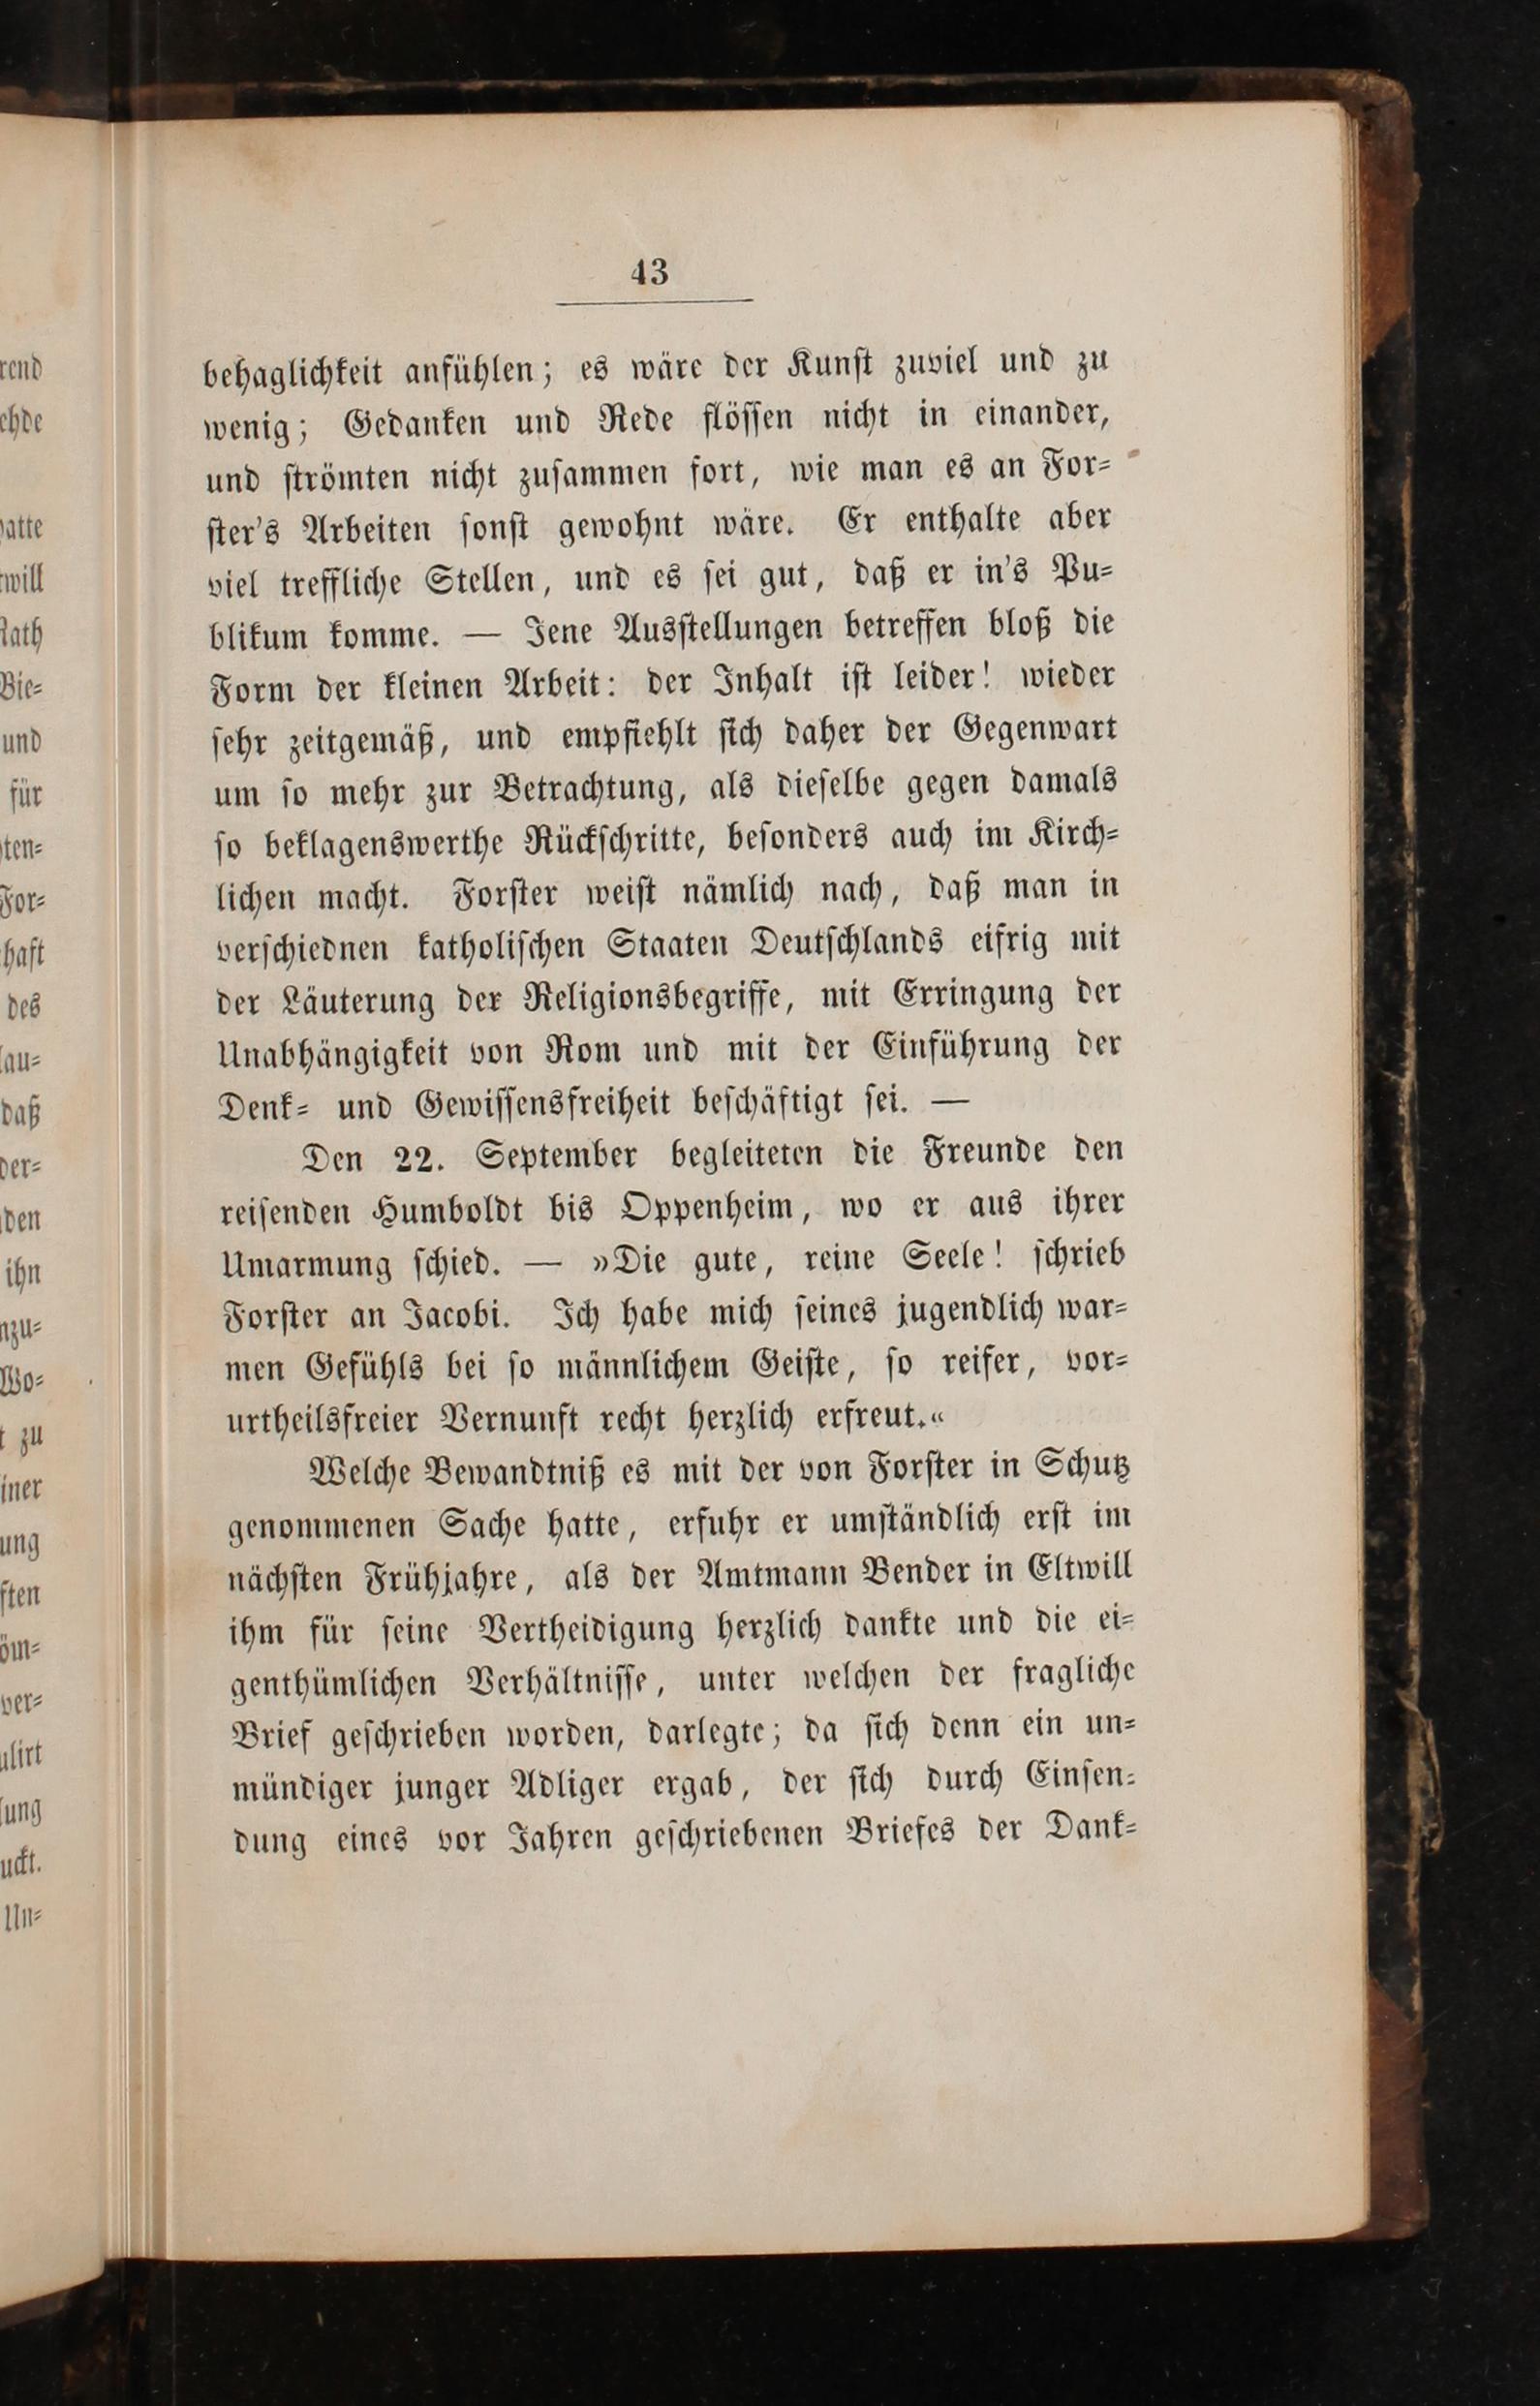 43
behaglichkeit anfühlen; es wäre der Kunſt zuviel und zu
wenig; Gedanken und Rede flöſſen nicht in einander,
und ſtrömten nicht zuſammen fort, wie man es an For⸗
ſter's Arbeiten ſonſt gewohnt wäre. Er enthalte aber
viel treffliche Stellen, und es ſei gut, daß er in's Pu⸗
blikum komme. — Jene Ausſtellungen betreffen bloß die
Form der kleinen Arbeit: der Inhalt iſt leider! wieder
ſehr zeitgemäß, und empfiehlt ſich daher der Gegenwart
um ſo mehr zur Betrachtung, als dieſelbe gegen damals
ſo beklagenswerthe Rückſchritte, beſonders auch im Kirch⸗
lichen macht. Forſter weiſt nämlich nach, daß man in
verſchiednen katholiſchen Staaten Deutſchlands eifrig mit
der Läuterung der Religionsbegriffe, mit Erringung der
Unabhängigkeit von Rom und mit der Einführung der
Denk⸗ und Gewiſſensfreiheit beſchäftigt ſei. —
Den 22. September begleiteten die Freunde den
reiſenden Humboldt bis Oppenheim, wo er aus ihrer
Umarmung ſchied. — »Die gute, reine Seele! ſchrieb
Forſter an Jacobi. Ich habe mich ſeines jugendlich war⸗
men Gefühls bei ſo männlichem Geiſte, ſo reifer, vor⸗
urtheilsfreier Vernunft recht herzlich erfreut.«
Welche Bewandtniß es mit der von Forſter in Schutz
genommenen Sache hatte, erfuhr er umſtändlich erſt im
nächſten Frühjahre, als der Amtmann Bender in Eltwill
ihm für ſeine Vertheidigung herzlich dankte und die ei⸗
genthümlichen Verhältniſſe, unter welchen der fragliche
Brief geſchrieben worden, darlegte; da ſich denn ein un⸗
mündiger junger Adliger ergab, der ſich durch Einſen⸗
dung eines vor Jahren geſchriebenen Briefes der Dank⸗